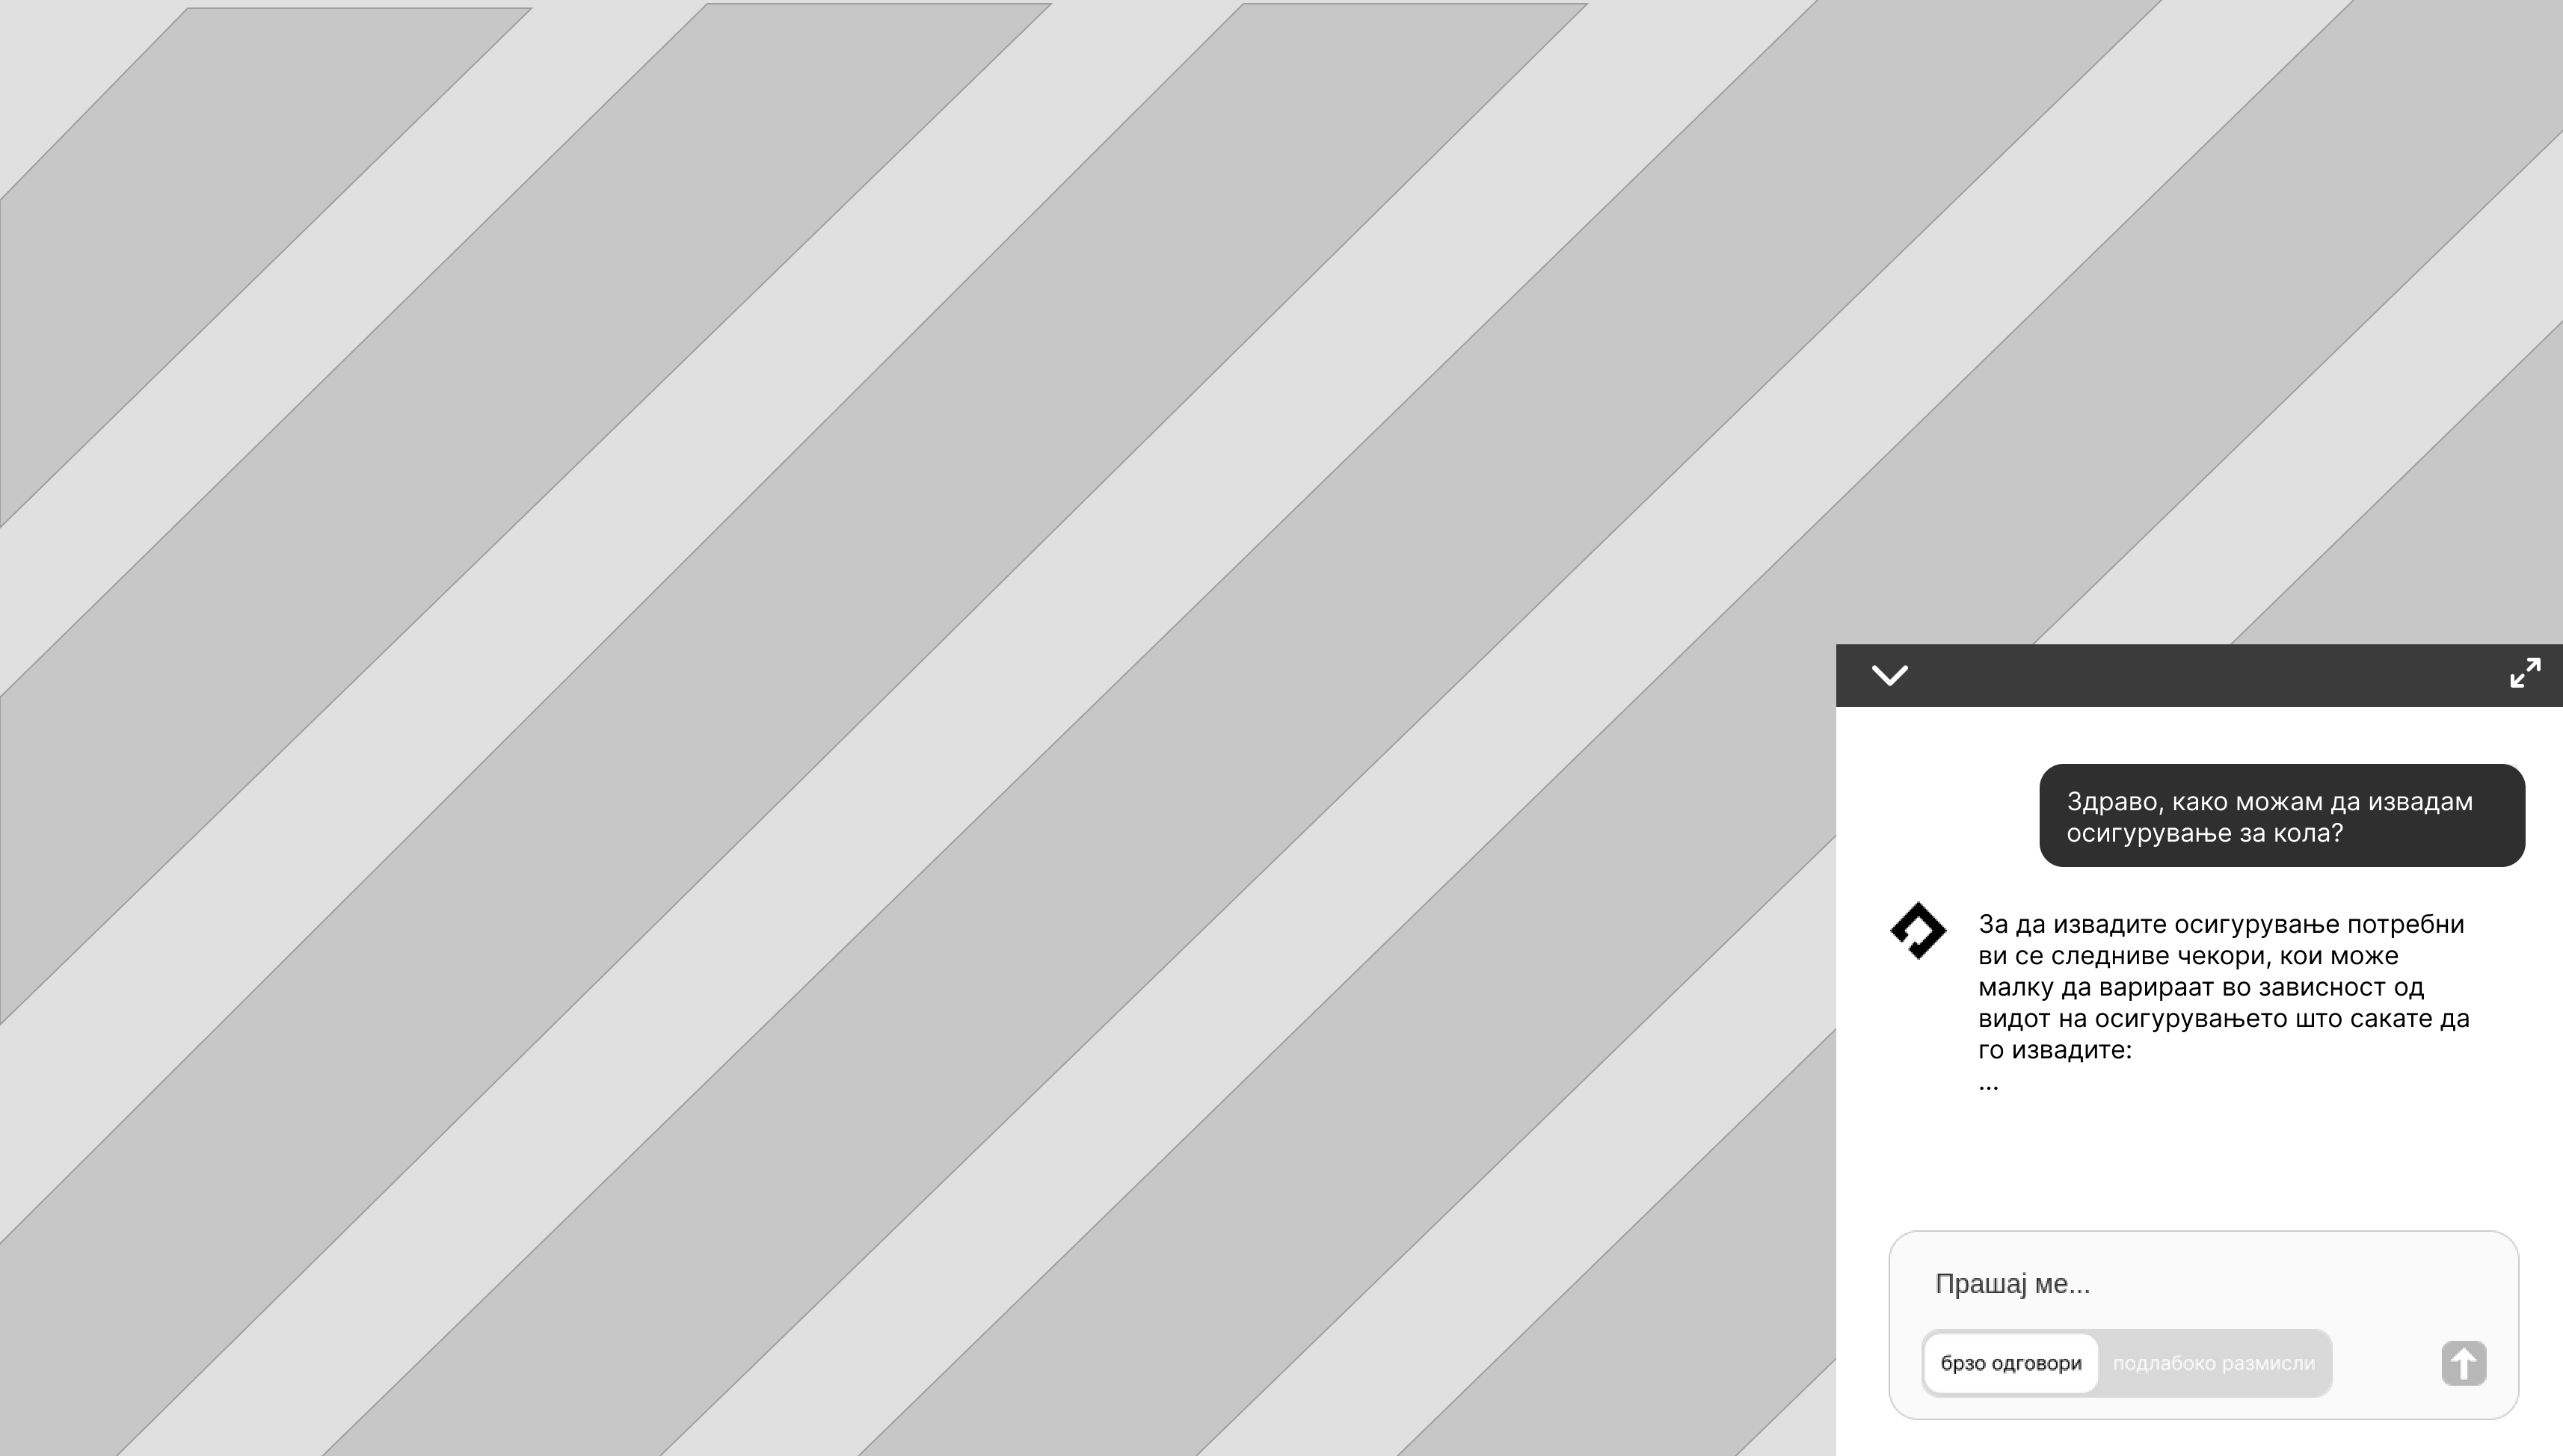 Здраво, како можам да извадам
осигурување за кола?
За да извадите осигурување потребни
ви се следниве чекори, кои може
малку да варираат во зависност од
видот на осигурувањето што сакате да
го извадите:
...
Прашај ме...
брзо одговори подлабоко размисли